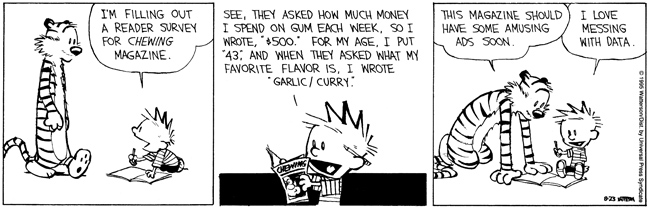 I'M FILLING OUT
A READER SURVEY
FOR CHEWING
MAGAZINE.
SEE, THEY ASKED HOW MUCH MONEY
I SPEND ON GUM EACH WEEK, SO I
WROTE, "$500." FOR MY AGE, I PUT
"43", AND WHEN THEY ASKED WHAT MY
FAVORITE FLAVOR IS, I WROTE
"GARLIC/CURRY."
CHEWING
THIS MAGAZINE SHOULD
HAVE SOME AMUSING
ADS SOON.
I LOVE
MESSING
WITH DATA.
© 1995 Watterson/Dist. by Universal Press Syndicate
8-23 WATTERSON